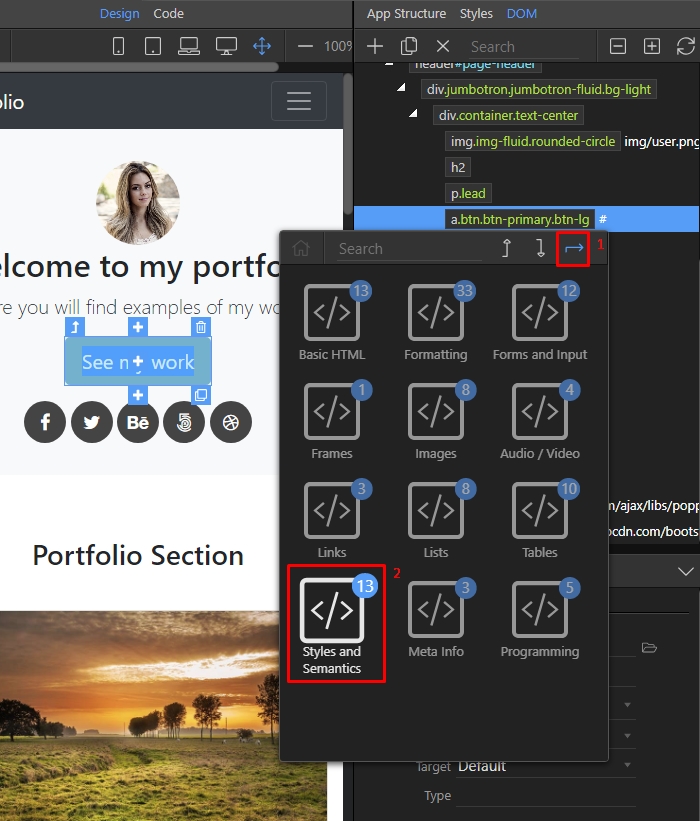 Design Code
App Structure Styles DOM
100%
Search
header#page-header
olio
div.jumbotron.jumbotron-fluid.bg-light
div.container.text-center
img.img-fluid.rounded-circle img/user.png
h2
p.lead
a.btn.btn-primary.btn-lg #
Search
1
elcome to my portfo
re you will find examples of my wo
See my work
Bē
13
Basic HTML
33
Formatting
12
Forms and Input
1
Frames
8
Images
4
Audio / Video
3
Links
8
Lists
10
Tables
13
Styles and
Semantics
2
3
Meta Info
5
Programming
m/ajax/libs/popp
ocdn.com/boots
Portfolio Section
Target Default
Type